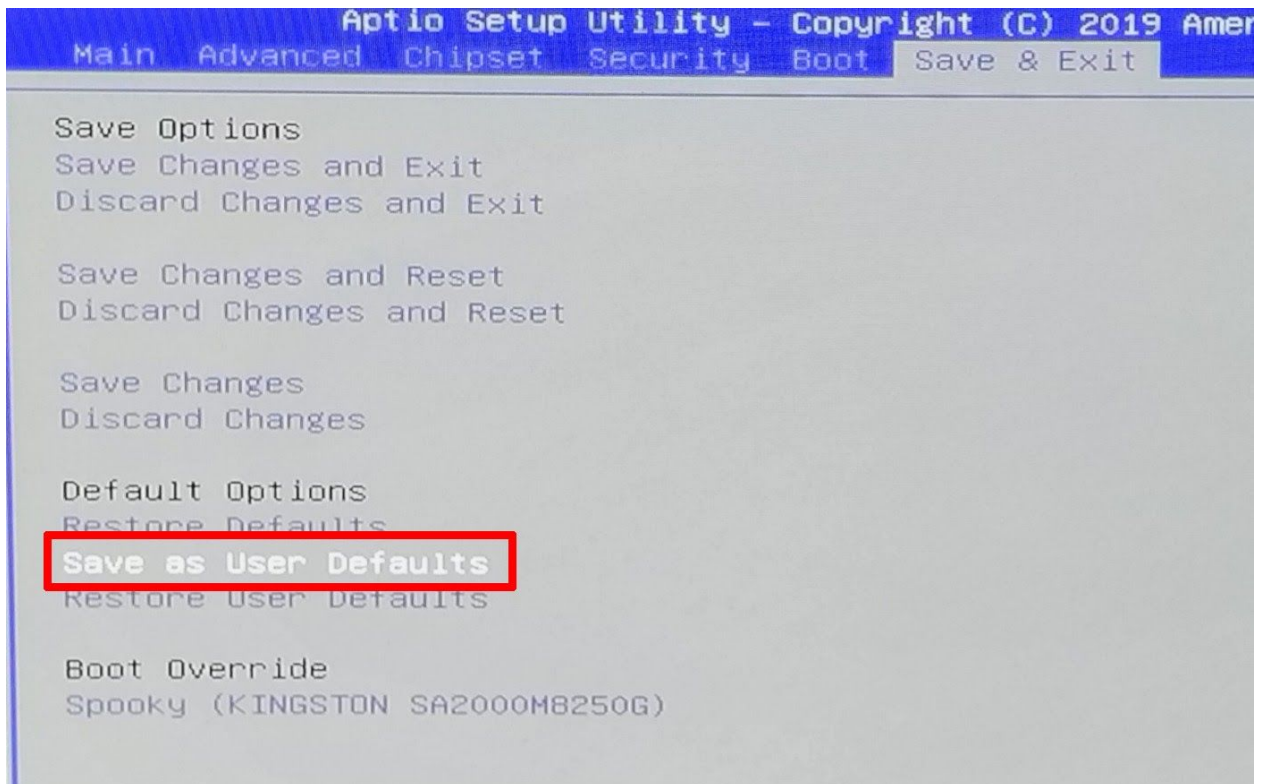 Aptio Setup Utility – Copyright (C) 2019 Amer
Main Advanced Chipset Security Boot Save & Exit
Save Options
Save Changes and Exit
Discard Changes and Exit
Save Changes and Reset
Discard Changes and Reset
Save Changes
Discard Changes
Default Options
Restore Defaults
Save as User Defaults
Restore User Defaults
Boot Override
Spooky (KINGSTON SA2000M8250G)